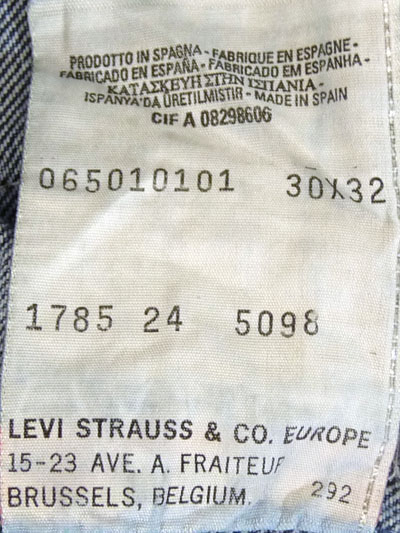 PRODOTTO IN SPAGNA - FABRIQUE EN ESPAGNE -
FABRICADO EN ESPAÑA - FABRICADO EM ESPANHA -
ΚΑΤΑΣΚΕΥΗ ΣΤΗΝ ΙΣΠΑΝΙΑ -
ISPANYA'DA ÜRETILMISTIR - MADE IN SPAIN
CIF A 08298606
065010101 30X32
1785 24 5098
LEVI STRAUSS & CO. EUROPE
15-23 AVE. A. FRAITEUR
BRUSSELS, BELGIUM. 292